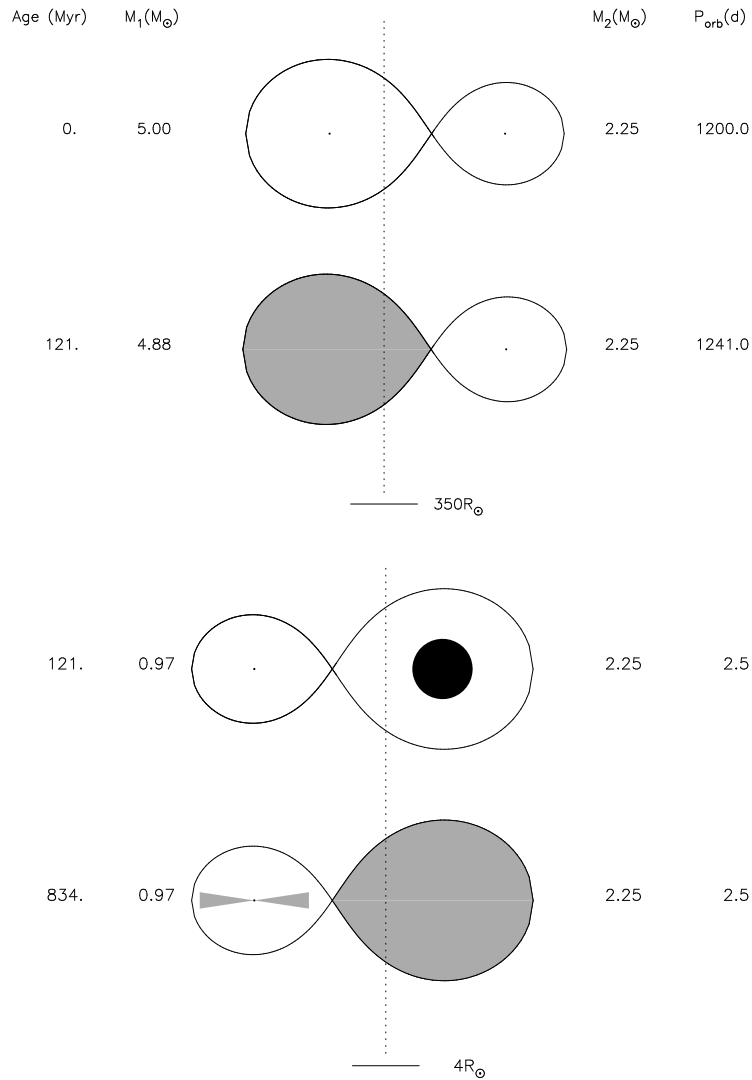 Age (Myr) M₁(M☉) M₂(M☉) Pₒᵣb(d)
0. 5.00 2.25 1200.0
121. 4.88 2.25 1241.0
350R☉
121. 0.97 2.25 2.5
834. 0.97 2.25 2.5
4R☉